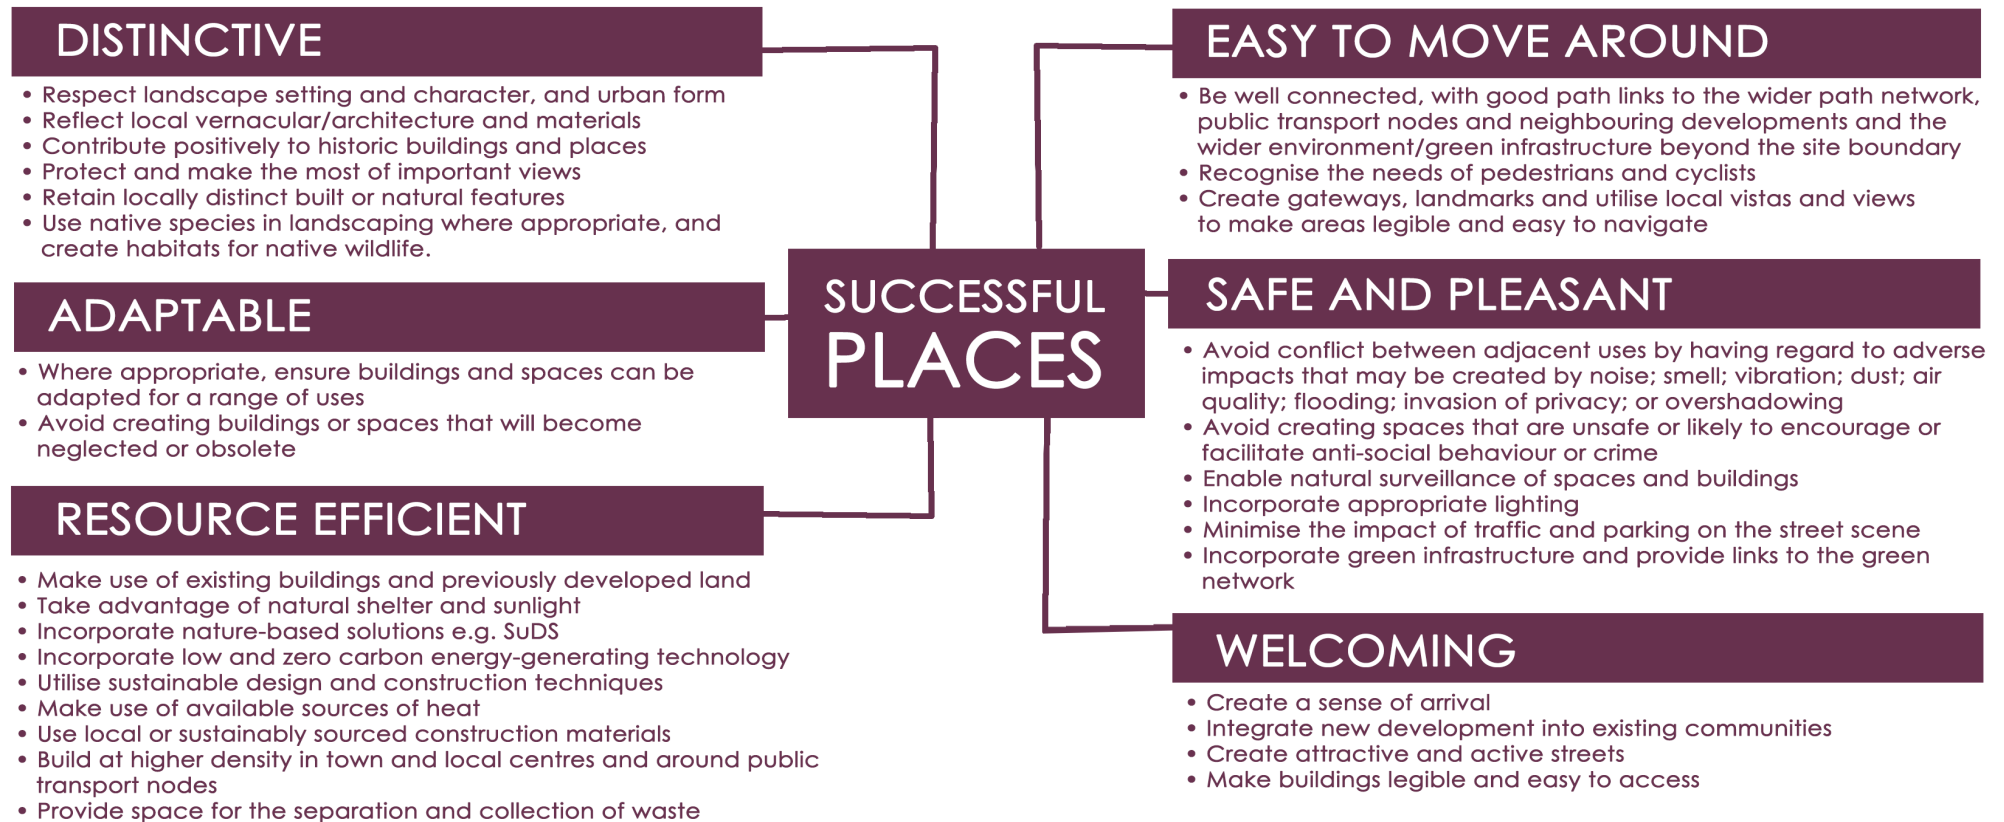 DISTINCTIVE
• Respect landscape setting and character, and urban form
• Reflect local vernacular/architecture and materials
• Contribute positively to historic buildings and places
• Protect and make the most of important views
• Retain locally distinct built or natural features
• Use native species in landscaping where appropriate, and
create habitats for native wildlife.
ADAPTABLE
• Where appropriate, ensure buildings and spaces can be
adapted for a range of uses
• Avoid creating buildings or spaces that will become
neglected or obsolete
RESOURCE EFFICIENT
• Make use of existing buildings and previously developed land
• Take advantage of natural shelter and sunlight
• Incorporate nature-based solutions e.g. SuDS
• Incorporate low and zero carbon energy-generating technology
• Utilise sustainable design and construction techniques
• Make use of available sources of heat
• Use local or sustainably sourced construction materials
• Build at higher density in town and local centres and around public
transport nodes
• Provide space for the separation and collection of waste
SUCCESSFUL
PLACES
EASY TO MOVE AROUND
• Be well connected, with good path links to the wider path network,
public transport nodes and neighbouring developments and the
wider environment/green infrastructure beyond the site boundary
• Recognise the needs of pedestrians and cyclists
• Create gateways, landmarks and utilise local vistas and views
to make areas legible and easy to navigate
SAFE AND PLEASANT
• Avoid conflict between adjacent uses by having regard to adverse
impacts that may be created by noise; smell; vibration; dust; air
quality; flooding; invasion of privacy; or overshadowing
• Avoid creating spaces that are unsafe or likely to encourage or
facilitate anti-social behaviour or crime
• Enable natural surveillance of spaces and buildings
• Incorporate appropriate lighting
• Minimise the impact of traffic and parking on the street scene
• Incorporate green infrastructure and provide links to the green
network
WELCOMING
• Create a sense of arrival
• Integrate new development into existing communities
• Create attractive and active streets
• Make buildings legible and easy to access